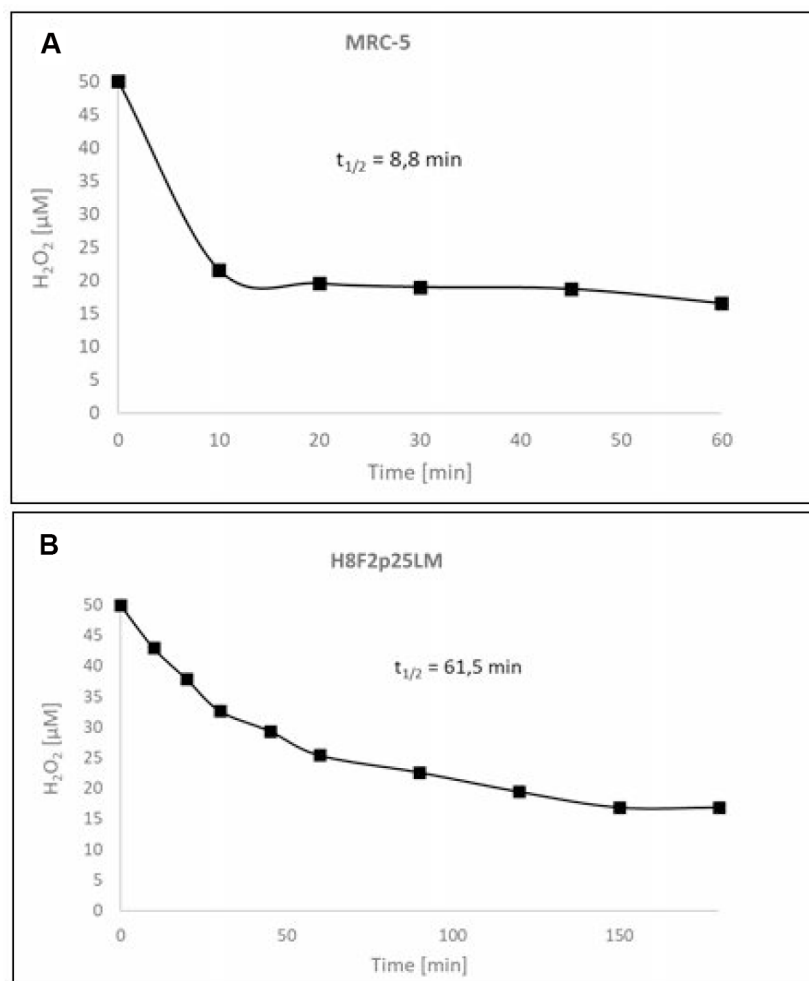 A
MRC-5
50
45
40
35
30
25
20
15
10
5
0
H₂O₂ [µM]
t₁/₂ = 8,8 min
0 10 20 30 40 50 60
Time [min]
B
H8F2p25LM
50
45
40
35
30
25
20
15
10
5
0
H₂O₂ [µM]
t₁/₂ = 61,5 min
0 50 100 150
Time [min]